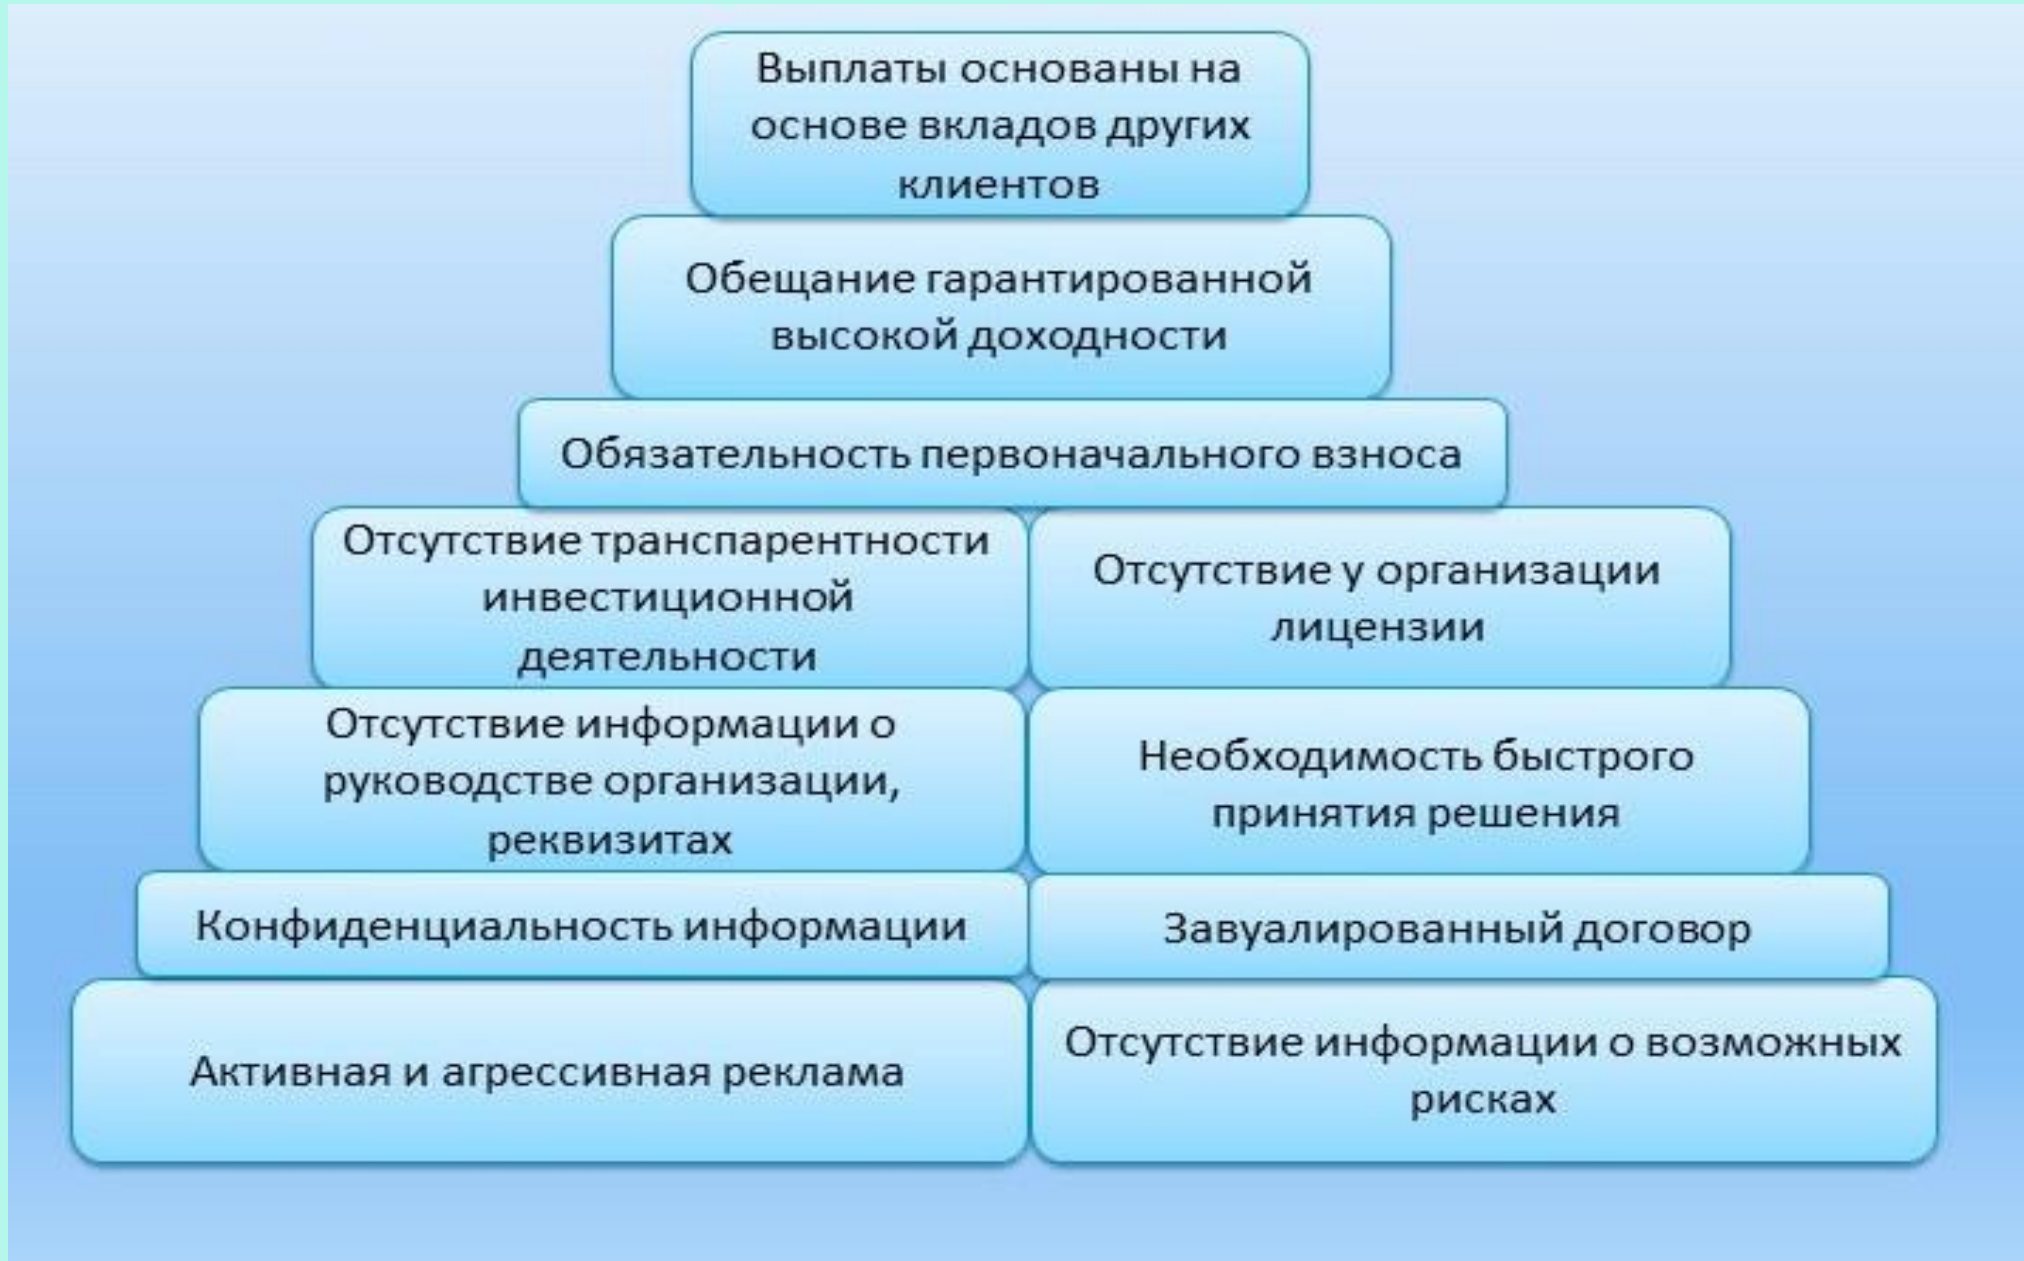 Выплаты основаны на
основе вкладов других
клиентов
Обещание гарантированной
высокой доходности
Обязательность первоначального взноса
Отсутствие транспарентности
инвестиционной
деятельности
Отсутствие у организации
лицензии
Отсутствие информации о
руководстве организации,
реквизитах
Необходимость быстрого
принятия решения
Конфиденциальность информации
Завуалированный договор
Активная и агрессивная реклама
Отсутствие информации о возможных
рисках